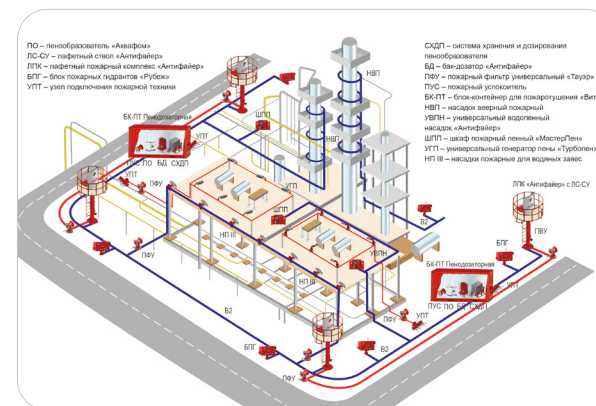 ПО – пенообразователь «Аквафом»
ЛС-СУ – лафетный ствол «Антифайер»
ЛПК – лафетный пожарный комплекс «Антифайер»
БПГ – блок пожарных гидрантов «Рубеж»
УПТ – узел подключения пожарной техники
СХДП – система хранения и дозирования
пенообразователя
БД – бак-дозатор «Антифайер»
ПФУ – пожарный фильтр универсальный «Тауэр»
ПУС – пожарный успокоитель
БК-ПТ – блок-контейнер для пожаротушения «Вит
НВП – насадок веерный пожарный
УВПН – универсальный водопенный
насадок «Антифайер»
ШПП – шкаф пожарный пенный «МастерПен»
УГП – универсальный генератор пены «Турбопен
НП III – насадки пожарные для водяных завес
НВП
ШПП
НВП
БК-ПТ Пенодозаторная
УПТ
ПУС ПО БД СХДП
УПТ
ПФУ
УГП
ШПП
ЛПК «Антифайер» с ЛС-СУ
В2
ПВУ
НП III
УВПН
БПГ
ПФУ
БК-ПТ Пенодозаторная
УПТ
НП III
ПУС ПО БД СХДП
В2
ПФУ
УПТ
БПГ
В2
ПФУ